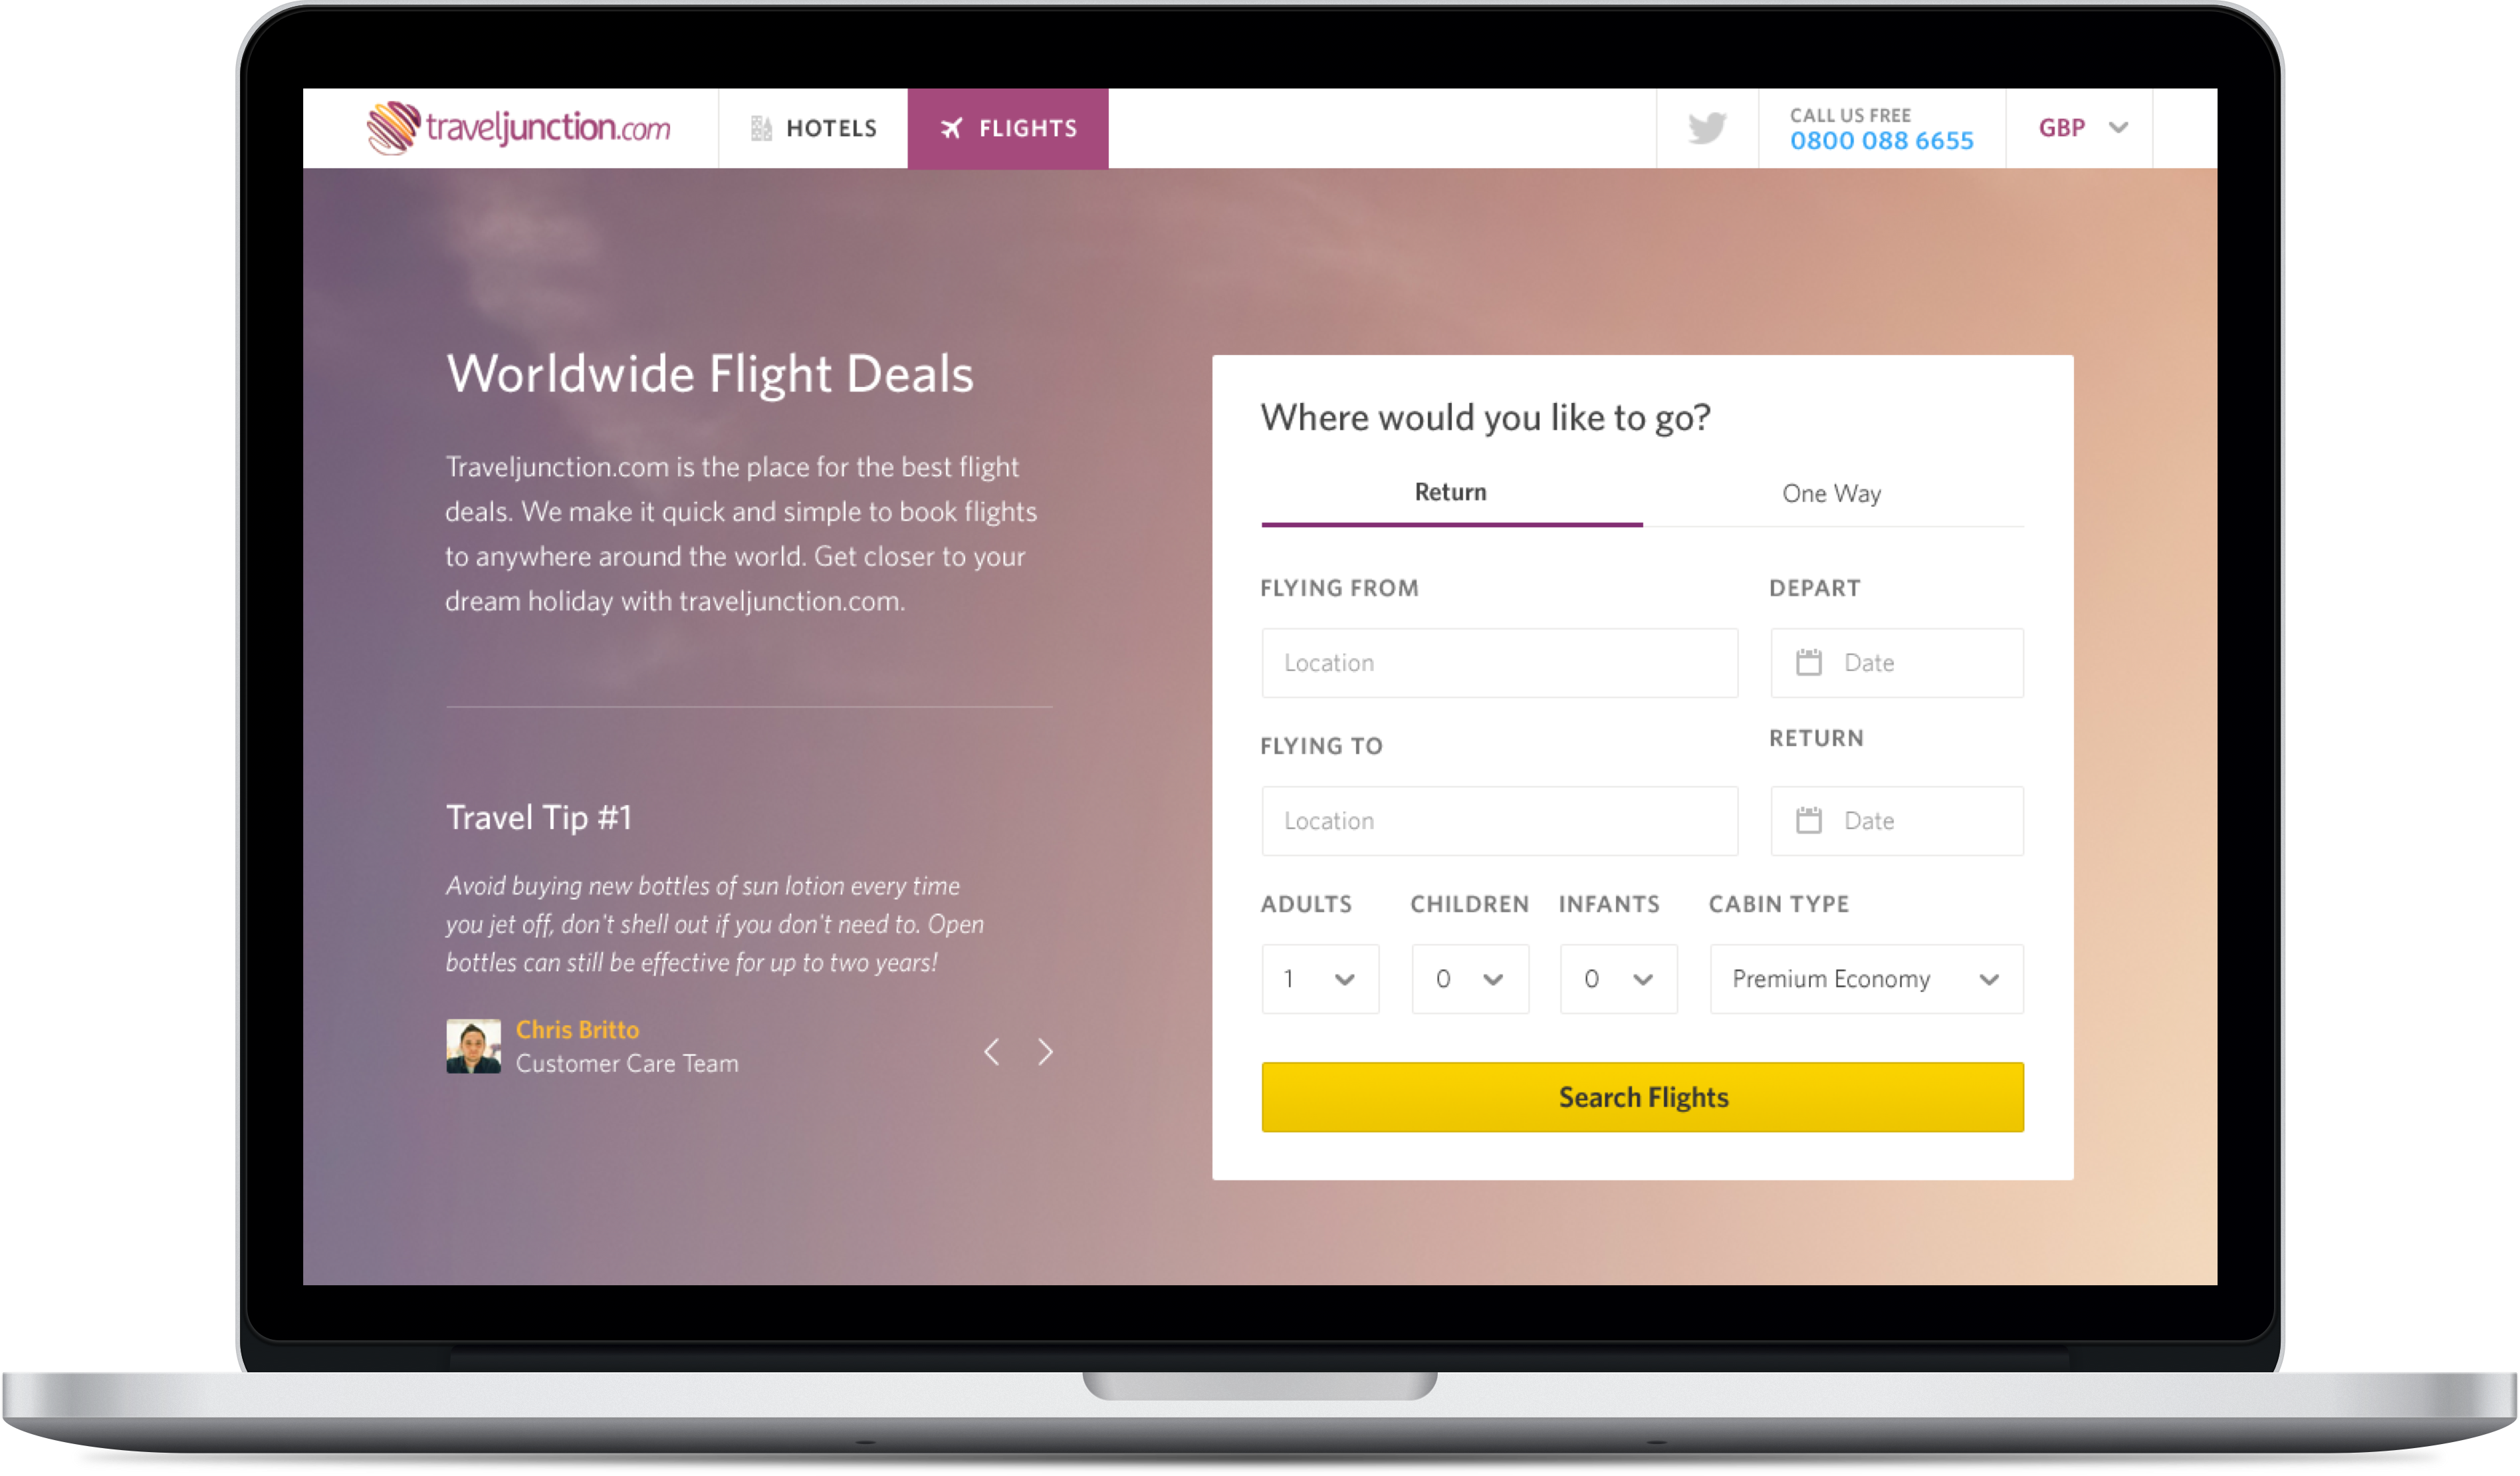 traveljunction.com
HOTELS
FLIGHTS
CALL US FREE
0800 088 6655
GBP
Worldwide Flight Deals
Traveljunction.com is the place for the best flight
deals. We make it quick and simple to book flights
to anywhere around the world. Get closer to your
dream holiday with traveljunction.com.
Travel Tip #1
Avoid buying new bottles of sun lotion every time
you jet off, don't shell out if you don't need to. Open
bottles can still be effective for up to two years!
Chris Britto
Customer Care Team
Where would you like to go?
Return
One Way
FLYING FROM
DEPART
Location
Date
FLYING TO
RETURN
Location
Date
ADULTS
CHILDREN
INFANTS
CABIN TYPE
1
0
0
Premium Economy
Search Flights